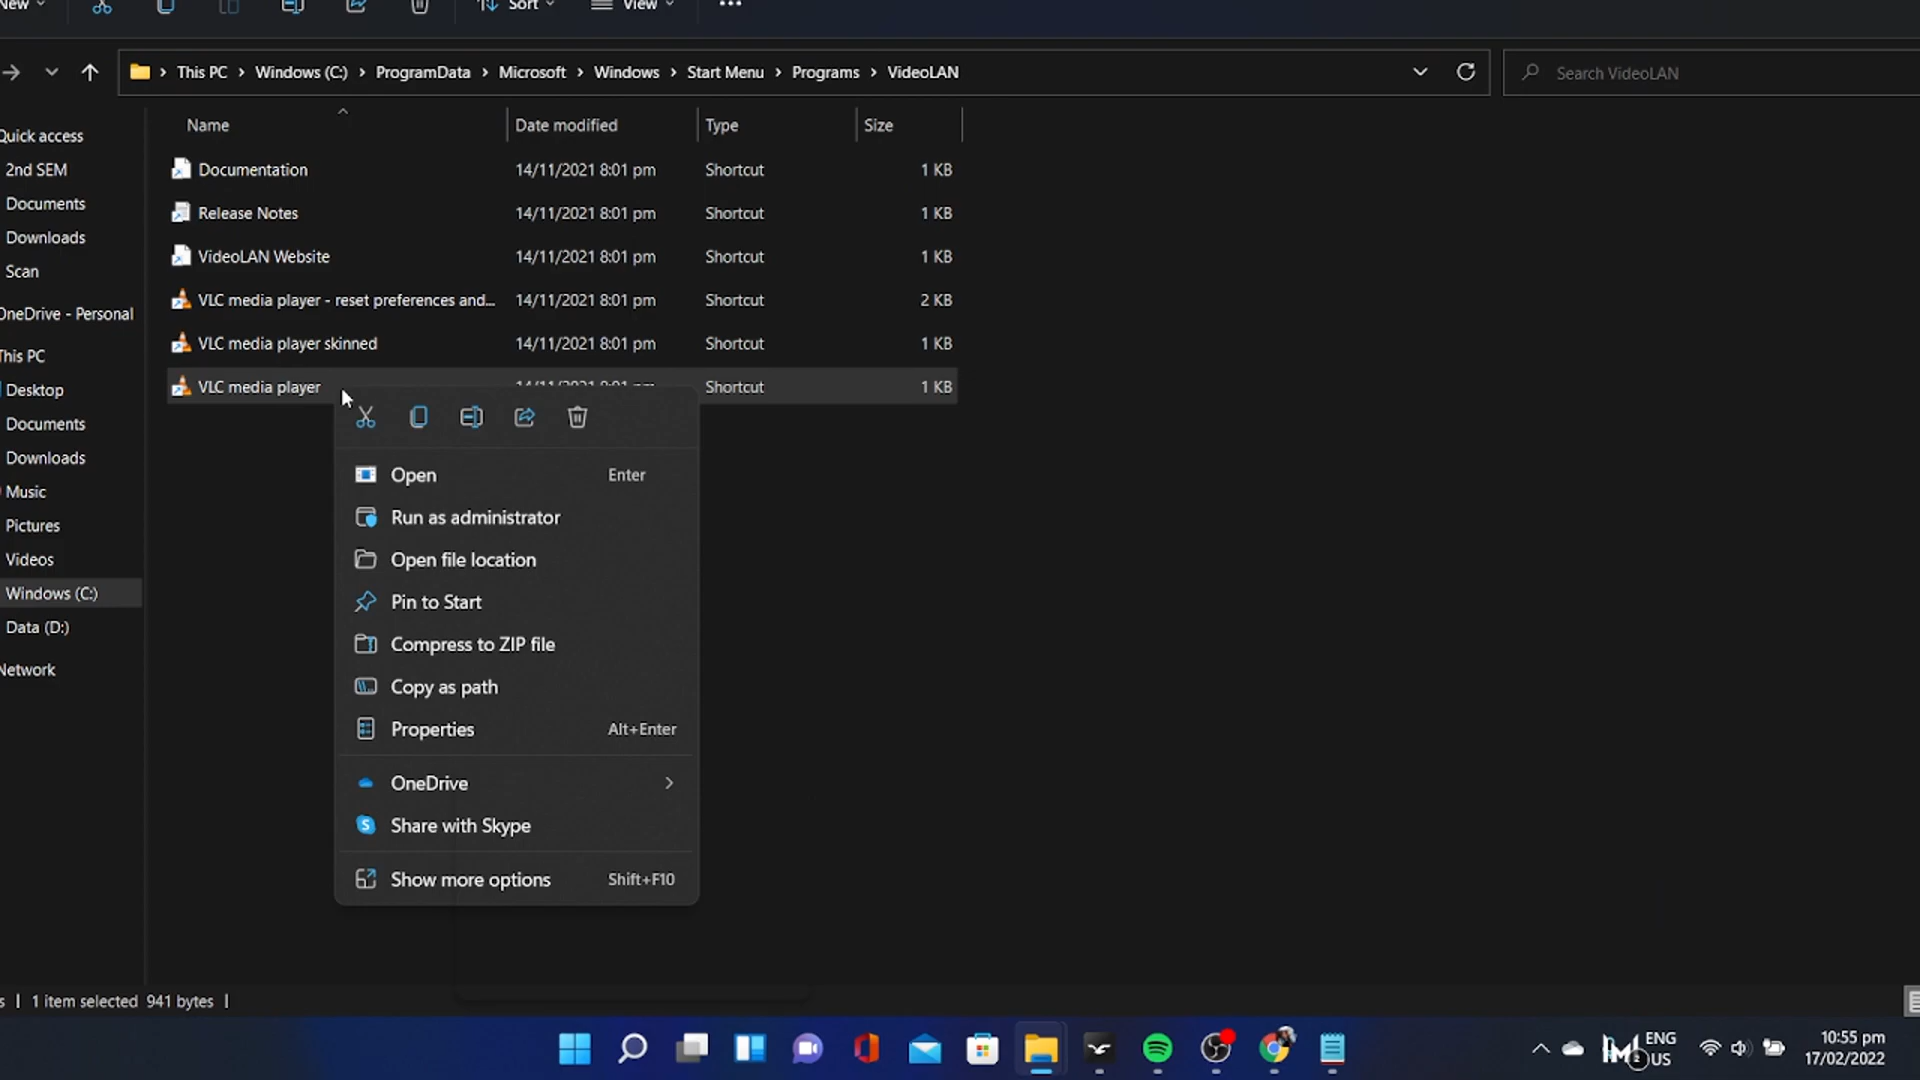 New
Sort
View
This PC > Windows (C:) > ProgramData > Microsoft > Windows > Start Menu > Programs > VideoLAN
Search VideoLAN
Name Date modified Type Size
Quick access
2nd SEM
Documents
Downloads
Scan
OneDrive - Personal
This PC
Desktop
Documents
Downloads
Music
Pictures
Videos
Windows (C:)
Data (D:)
Network
Documentation 14/11/2021 8:01 pm Shortcut 1 KB
Release Notes 14/11/2021 8:01 pm Shortcut 1 KB
VideoLAN Website 14/11/2021 8:01 pm Shortcut 1 KB
VLC media player - reset preferences and... 14/11/2021 8:01 pm Shortcut 2 KB
VLC media player skinned 14/11/2021 8:01 pm Shortcut 1 KB
VLC media player 14/11/2021 8:01 pm Shortcut 1 KB
Open Enter
Run as administrator
Open file location
Pin to Start
Compress to ZIP file
Copy as path
Properties Alt+Enter
OneDrive
Share with Skype
Show more options Shift+F10
1 item selected 941 bytes
ENG
US
10:55 pm
17/02/2022